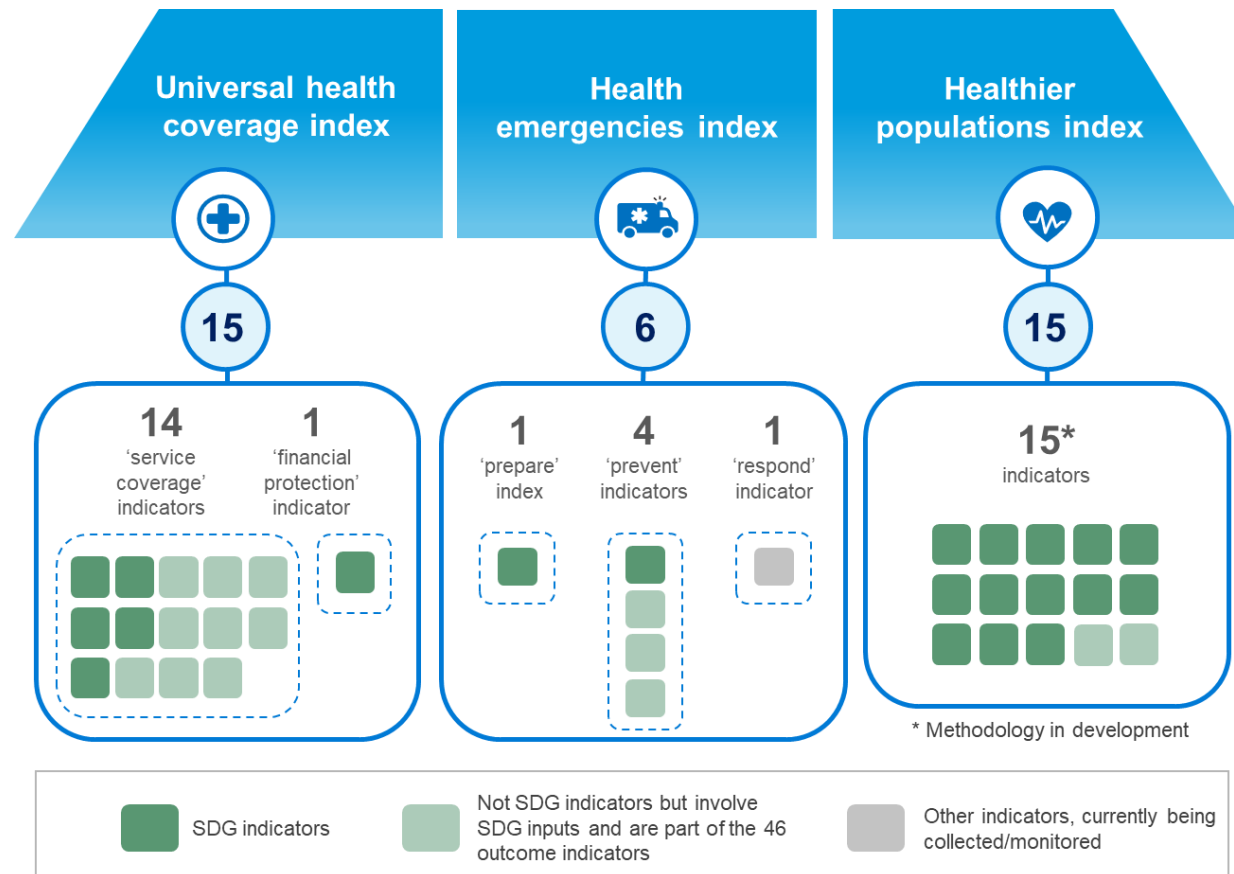 Universal health
coverage index
Health
emergencies index
Healthier
populations index
15
6
15
14
‘service
coverage’
indicators
1
‘financial
protection’
indicator
1
‘prepare’
index
4
‘prevent’
indicators
1
‘respond’
indicator
15*
indicators
* Methodology in development
SDG indicators
Not SDG indicators but involve
SDG inputs and are part of the 46
outcome indicators
Other indicators, currently being
collected/monitored